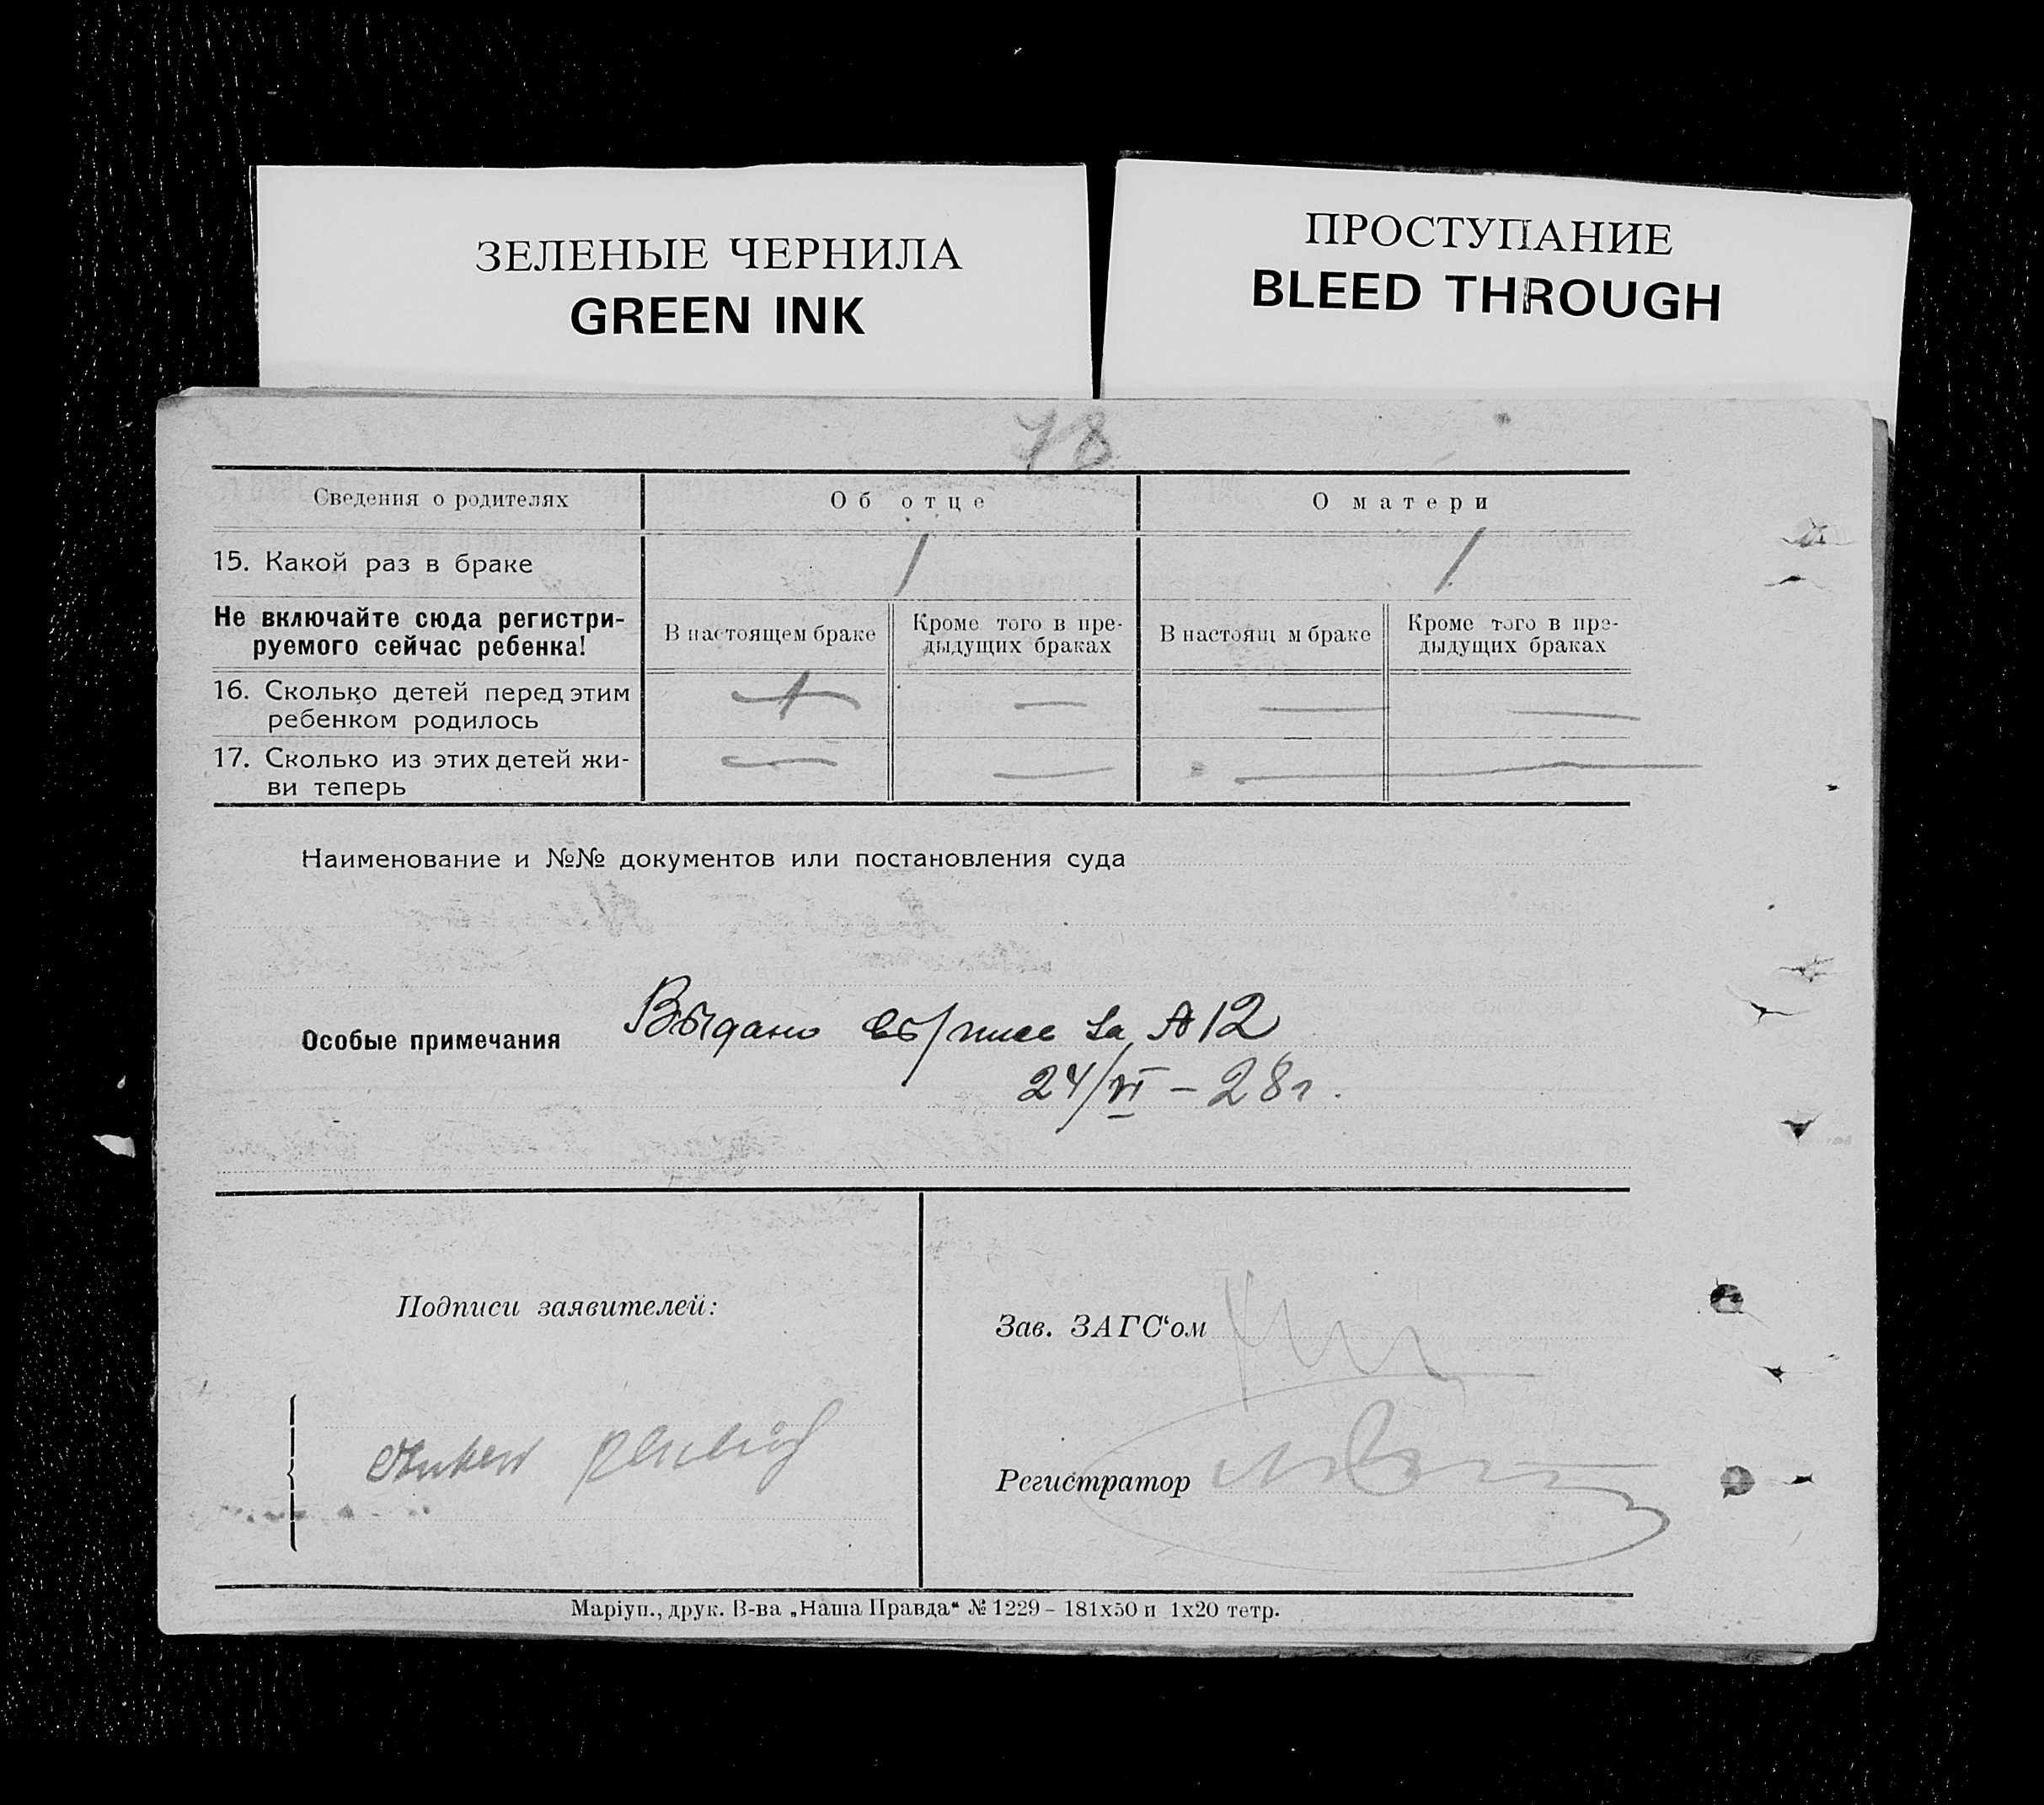 ЗЕЛЕНЫЕ ЧЕРНИЛА
GREEN INK
ПРОСТУПАНИЕ
BLEED THROUGH
78
Сведения о родителях Об отце О матери
15. Какой раз в браке 1 1
Не включайте сюда регистри-
руемого сейчас ребенка!
В настоящем браке
Кроме того в пре-
дыдущих браках
В настоящ м браке
Кроме того в пре-
дыдущих браках
16. Сколько детей перед этим
ребенком родилось — — —
17. Сколько из этих детей жи-
ви теперь — — —
Наименование и №№ документов или постановления суда
Особые примечания Выдано за 12
24/VI – 28 г.
Подписи заявителей:
Зав. ЗАГС‘ом
Регистратор
Маріуп., друк. В-ва „Наша Правда“ № 1229 – 181х50 п 1х20 тетр.